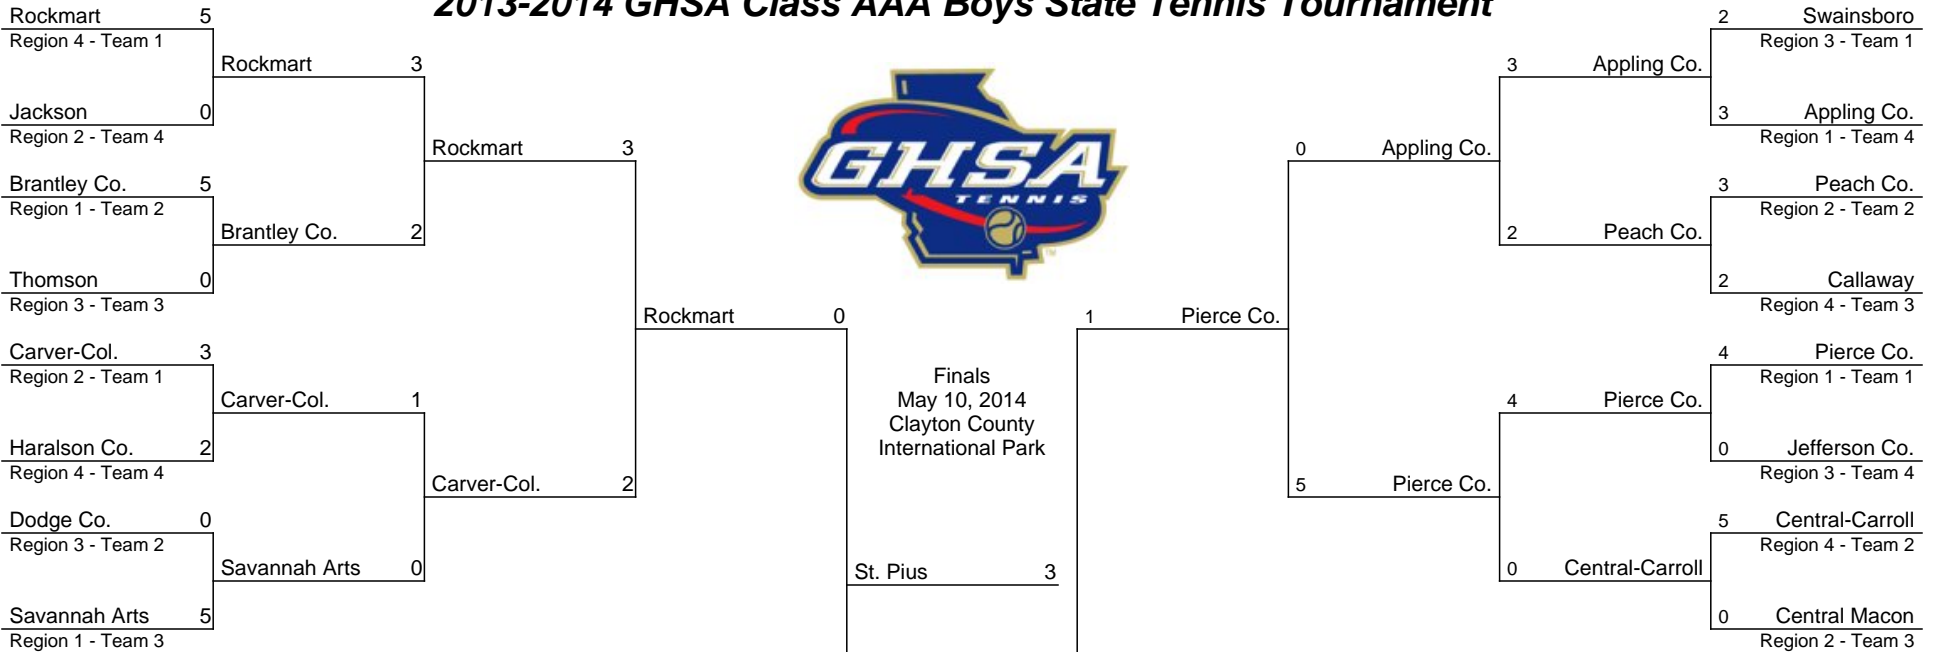 2013-2014 GHSA Class AAA Boys State Tennis Tournament
Rockmart 5
Region 4 - Team 1
Rockmart 3
Jackson 0
Region 2 - Team 4
Rockmart 3
Brantley Co. 5
Region 1 - Team 2
Brantley Co. 2
Thomson 0
Region 3 - Team 3
Rockmart 0
Carver-Col. 3
Region 2 - Team 1
Carver-Col. 1
Haralson Co. 2
Region 4 - Team 4
Carver-Col. 2
Dodge Co. 0
Region 3 - Team 2
Savannah Arts 0
Savannah Arts 5
Region 1 - Team 3
GHSA
TENNIS
TM
Finals
May 10, 2014
Clayton County
International Park
St. Pius 3
2 Swainsboro
Region 3 - Team 1
3 Appling Co.
3 Appling Co.
Region 1 - Team 4
0 Appling Co.
3 Peach Co.
Region 2 - Team 2
2 Peach Co.
2 Callaway
Region 4 - Team 3
1 Pierce Co.
4 Pierce Co.
Region 1 - Team 1
4 Pierce Co.
0 Jefferson Co.
Region 3 - Team 4
5 Pierce Co.
5 Central-Carroll
Region 4 - Team 2
0 Central-Carroll
0 Central Macon
Region 2 - Team 3